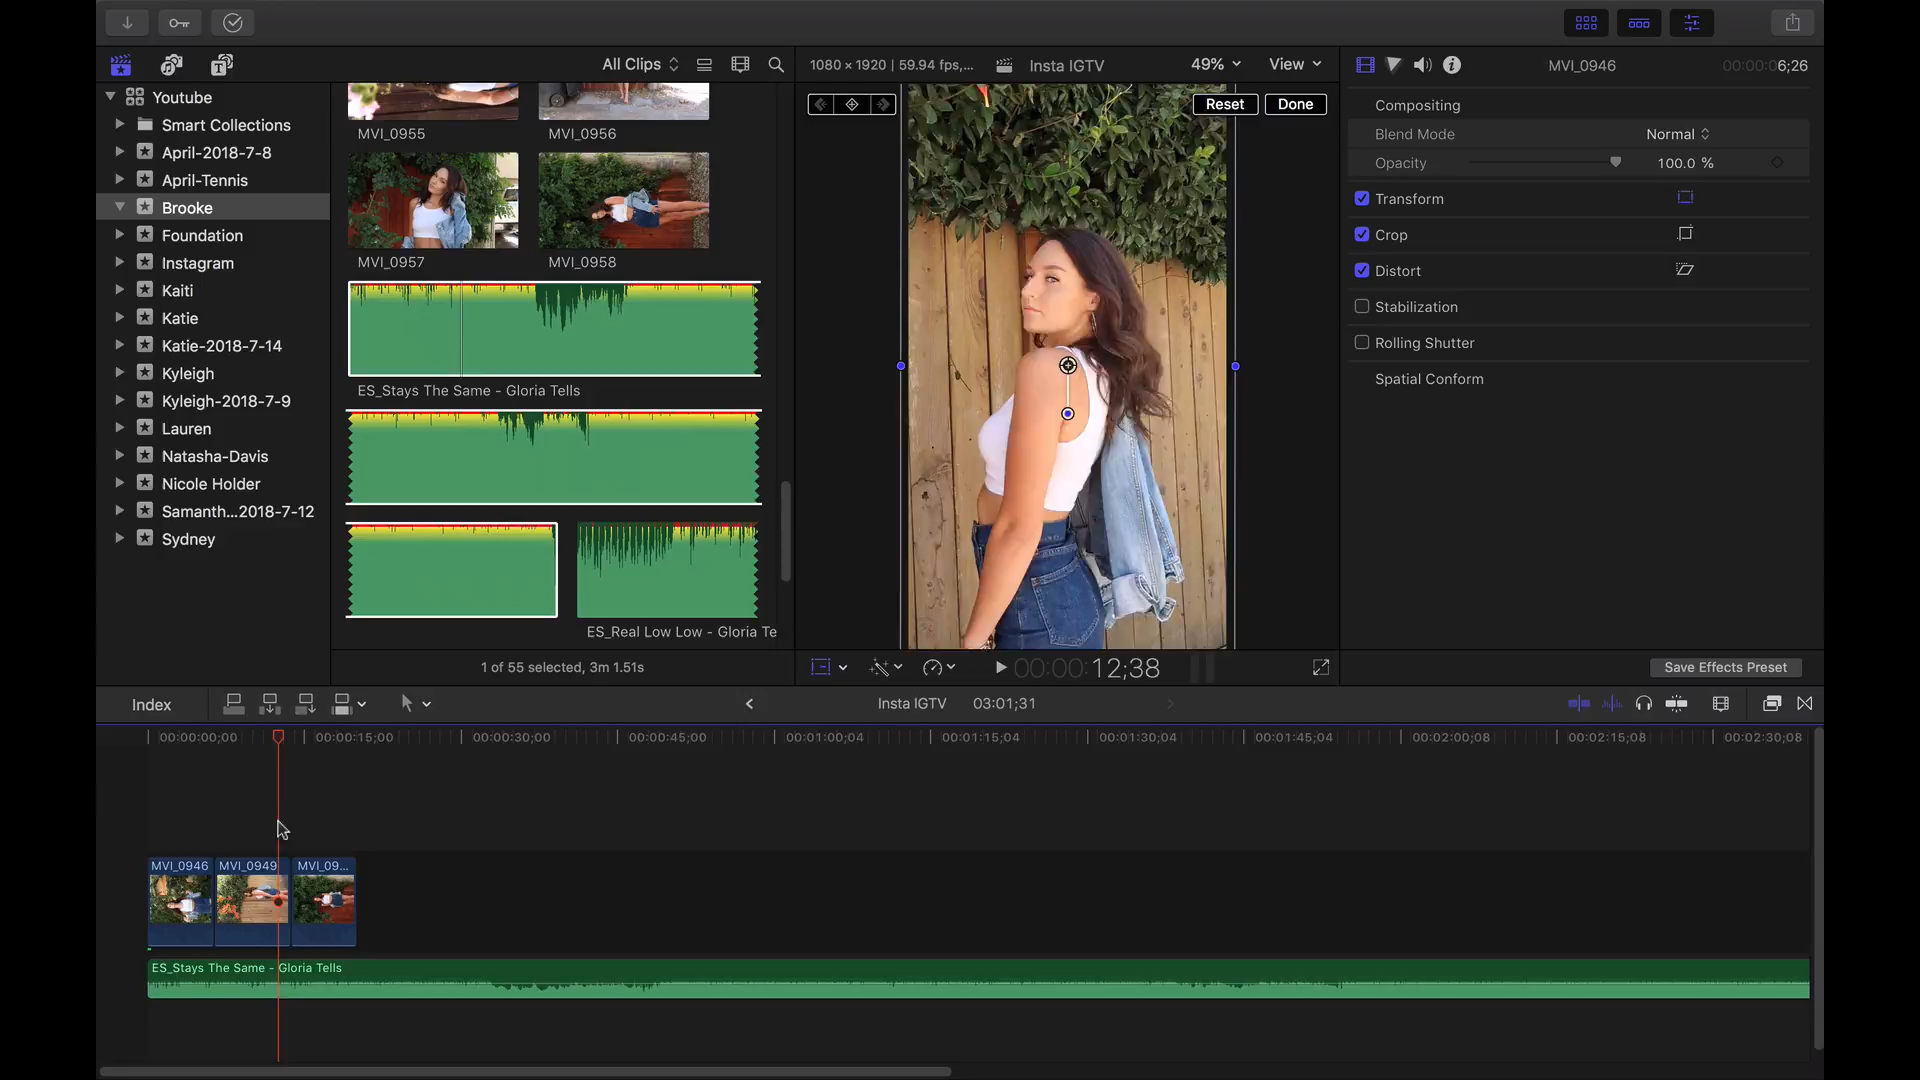 All Clips
1080 × 1920 | 59.94 fps,...
Insta IGTV
49%
View
MVI_0946
00:00:06;26
Youtube
Smart Collections
April-2018-7-8
April-Tennis
Brooke
Foundation
Instagram
Kaiti
Katie
Katie-2018-7-14
Kyleigh
Kyleigh-2018-7-9
Lauren
Natasha-Davis
Nicole Holder
Samanth...2018-7-12
Sydney
MVI_0955
MVI_0956
MVI_0957
MVI_0958
ES_Stays The Same - Gloria Tells
ES_Real Low Low - Gloria Te
1 of 55 selected, 3m 1.51s
Reset
Done
00:00:12;38
Compositing
Blend Mode
Normal
Opacity
100.0 %
Transform
Crop
Distort
Stabilization
Rolling Shutter
Spatial Conform
Save Effects Preset
Index
Insta IGTV
03:01;31
00:00:00;00
00:00:15;00
00:00:30;00
00:00:45;00
00:01:00;04
00:01:15;04
00:01:30;04
00:01:45;04
00:02:00;08
00:02:15;08
00:02:30;08
MVI_0946
MVI_0949
MVI_09...
ES_Stays The Same - Gloria Tells